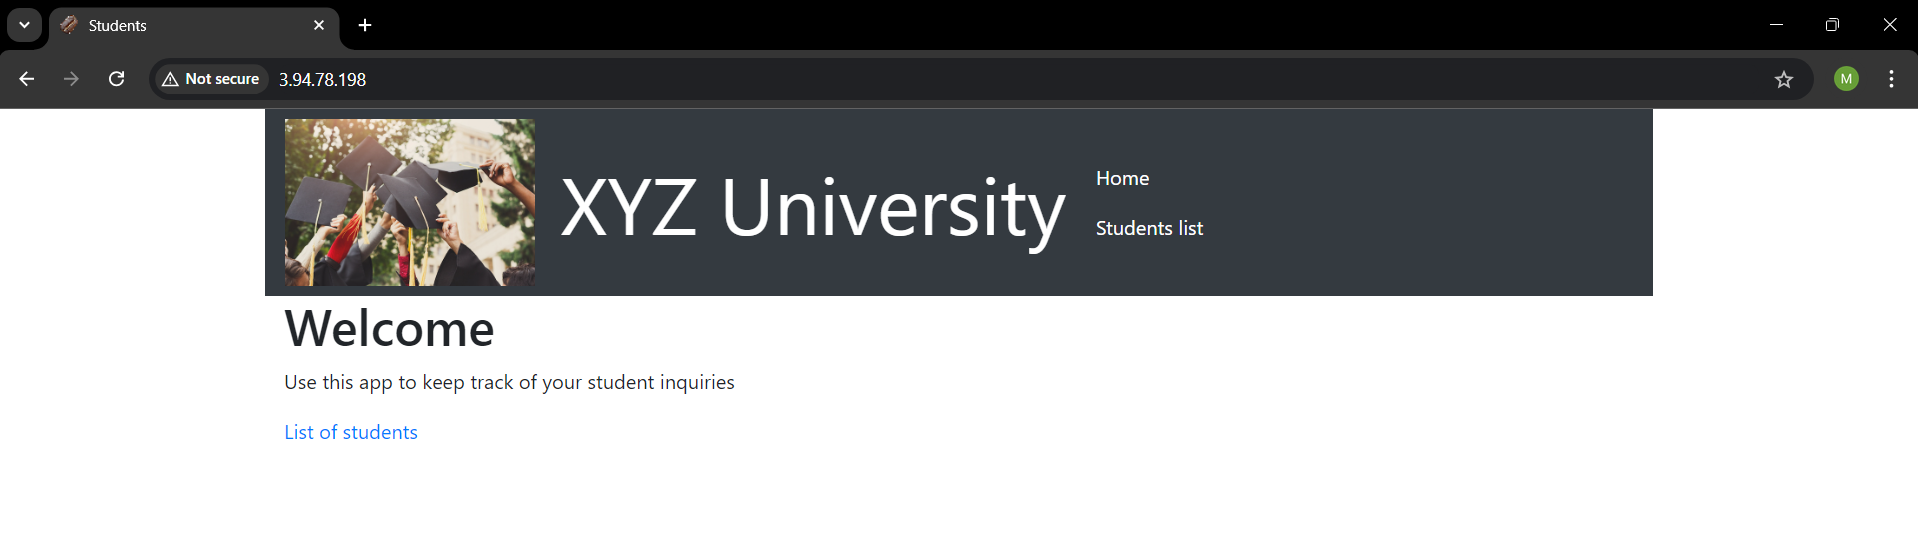 Students
Not secure
3.94.78.198
M
XYZ University
Home
Students list
Welcome
Use this app to keep track of your student inquiries
List of students